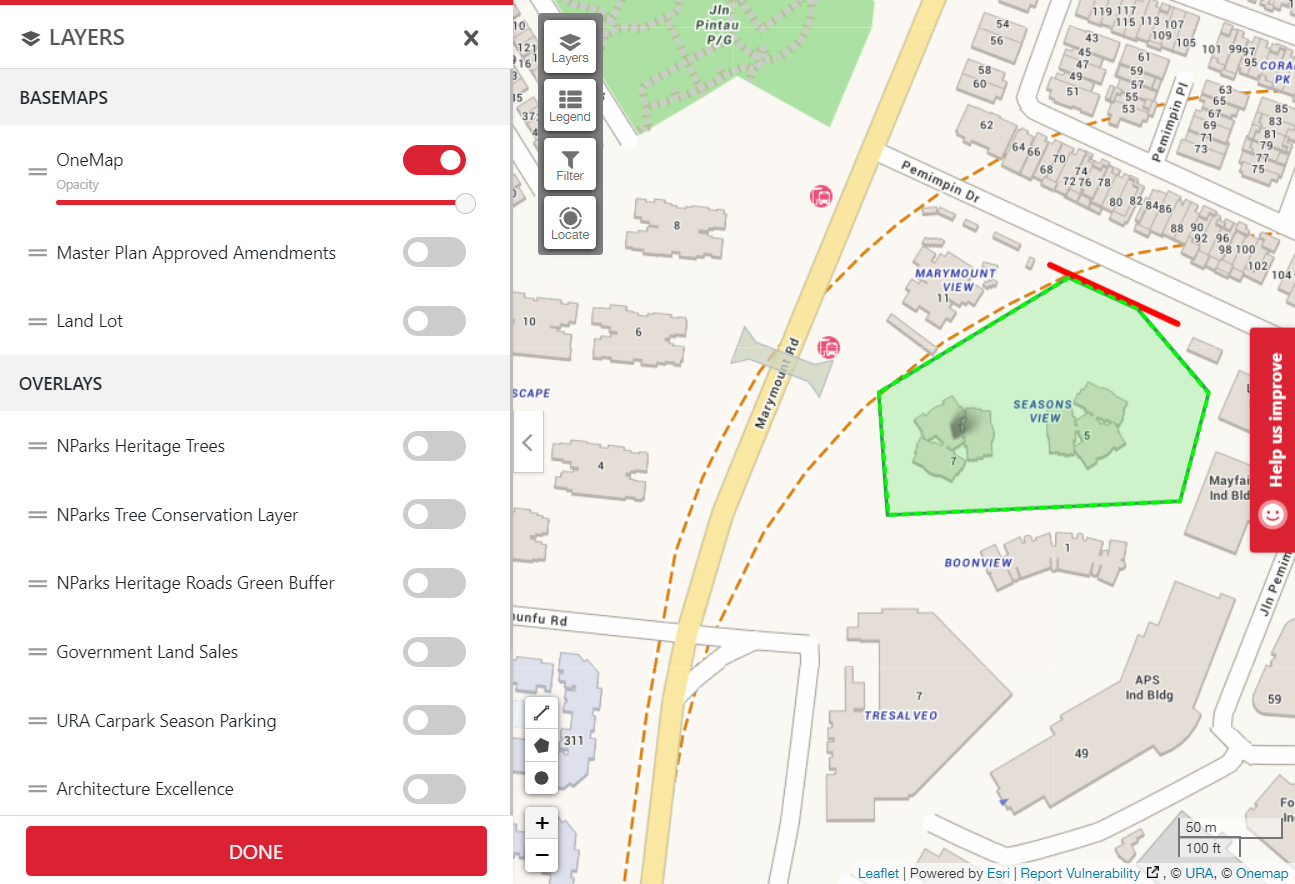 LAYERS
BASEMAPS
OneMap
Opacity
Master Plan Approved Amendments
Land Lot
OVERLAYS
NParks Heritage Trees
NParks Tree Conservation Layer
NParks Heritage Roads Green Buffer
Government Land Sales
URA Carpark Season Parking
Architecture Excellence
DONE
Layers
Legend
Filter
Locate
Jln
Pintau
P/G
8
10
6
4
SCAPE
311
Marymount Rd
Pemimpin Dr
Pemimpin Pl
MARYMOUNT
VIEW
11
SEASONS
VIEW
5
7
BOONVIEW
1
7
TRESALVEO
APS
Ind Bldg
49
59
Mayfai
Ind Bld
Jln Pemim
unfu Rd
54
56
58
60
62
64 66
68
70
74
72 76 78
80 82 84 86
88 90
92 96
98 100
102
104
119 117
115 113 107
109
105
101
99 97
95
43
45
47
49
51
61
59
57
55
53
63
65
67
69
71
73
85
83
81
79
77
75
CORA
PK
Help us improve
+
−
50 m
100 ft
Leaflet | Powered by Esri | Report Vulnerability , © URA, © Onemap